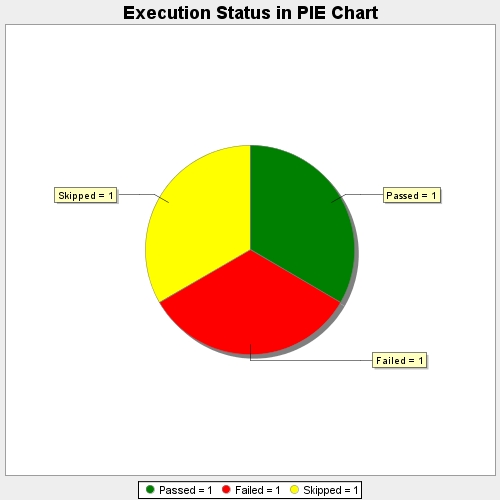 Execution Status in PIE Chart
Skipped = 1
Passed = 1
Failed = 1
Passed = 1 Failed = 1 Skipped = 1